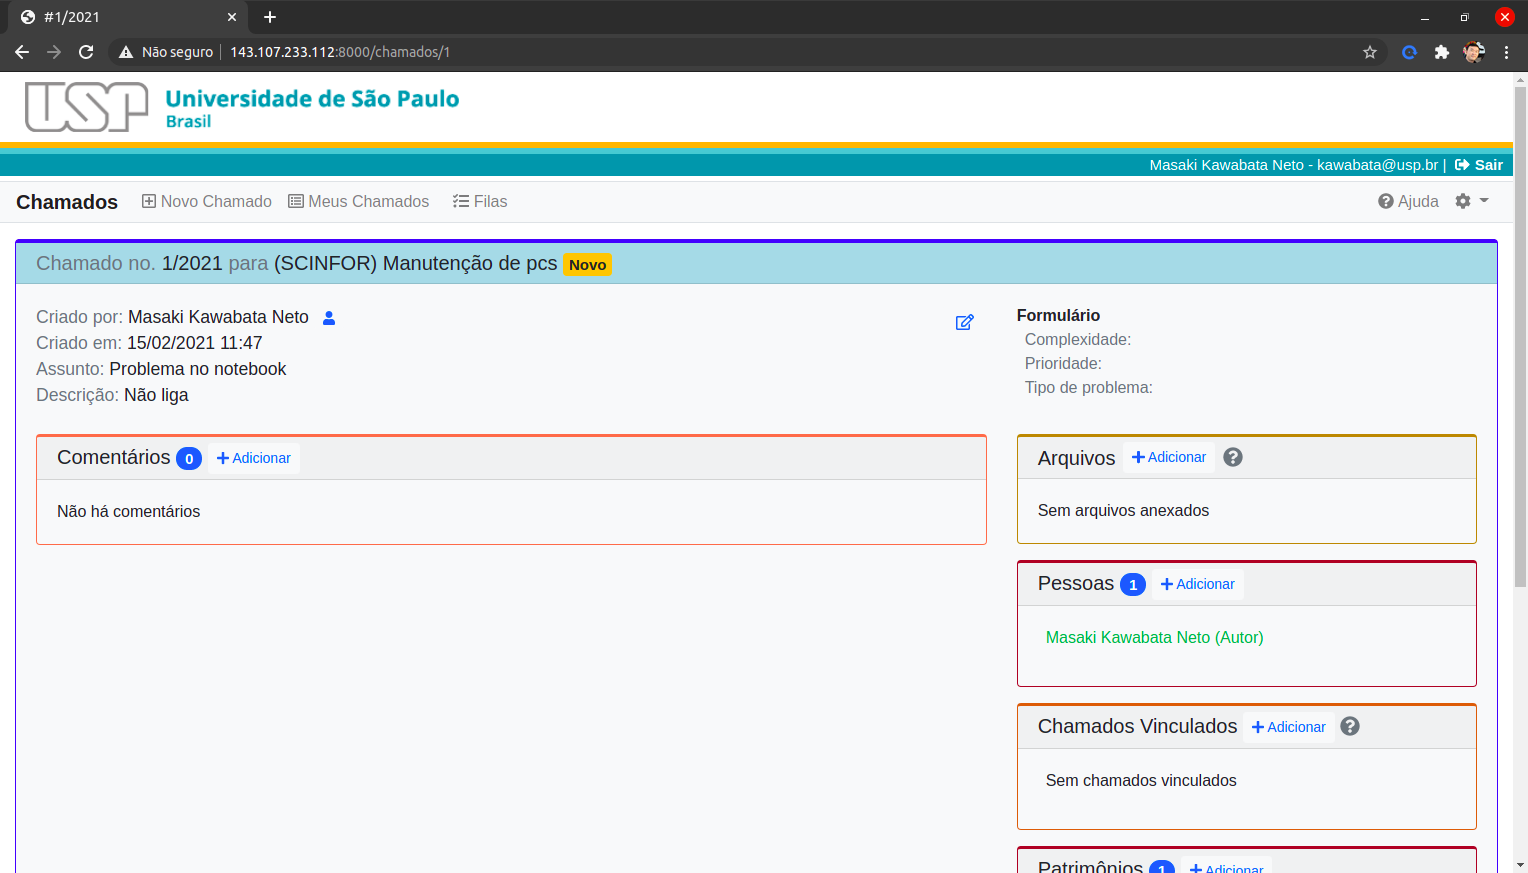 #1/2021
Não seguro 143.107.233.112:8000/chamados/1
USP Universidade de São Paulo
Brasil
Masaki Kawabata Neto - kawabata@usp.br | Sair
Chamados Novo Chamado Meus Chamados Filas Ajuda
Chamado no. 1/2021 para (SCINFOR) Manutenção de pcs Novo
Criado por: Masaki Kawabata Neto
Criado em: 15/02/2021 11:47
Assunto: Problema no notebook
Descrição: Não liga
Formulário
Complexidade:
Prioridade:
Tipo de problema:
Comentários 0 Adicionar
Não há comentários
Arquivos Adicionar
Sem arquivos anexados
Pessoas 1 Adicionar
Masaki Kawabata Neto (Autor)
Chamados Vinculados Adicionar
Sem chamados vinculados
Patrimônios 1 Adicionar